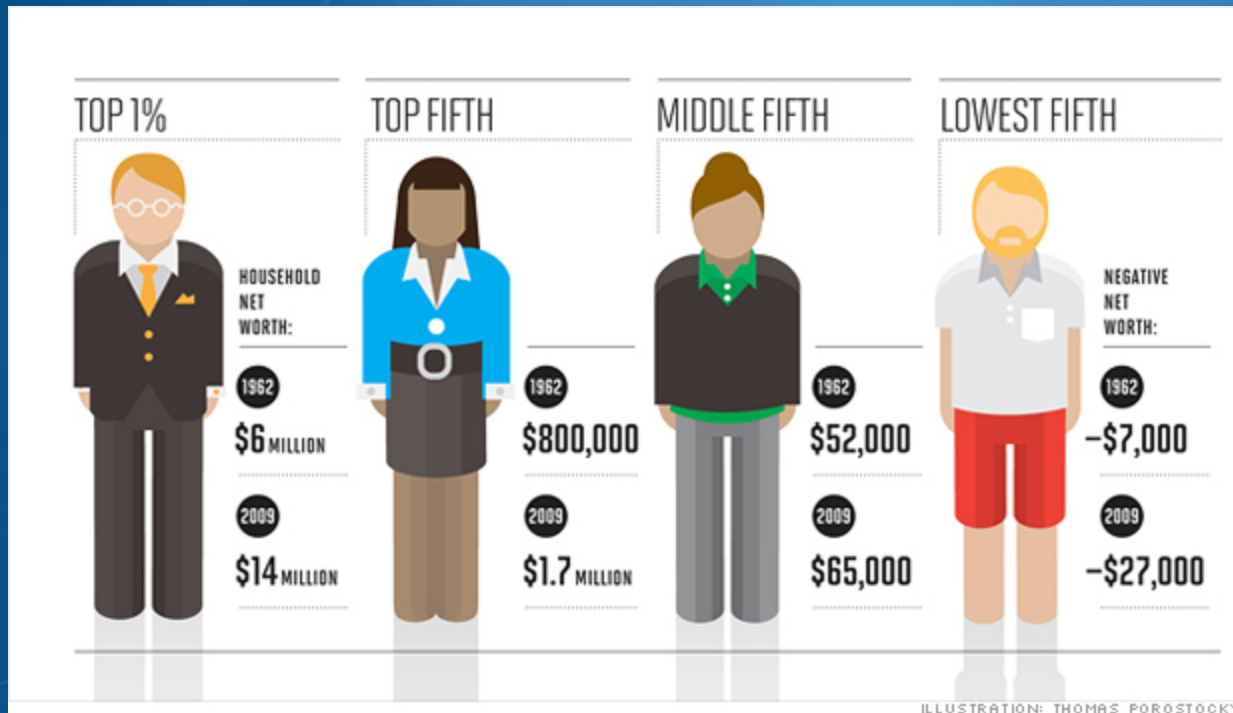 TOP 1%
HOUSEHOLD
NET
WORTH:
1962
$6 MILLION
2009
$14 MILLION
TOP FIFTH
1962
$800,000
2009
$1.7 MILLION
MIDDLE FIFTH
1962
$52,000
2009
$65,000
LOWEST FIFTH
NEGATIVE
NET
WORTH:
1962
–$7,000
2009
–$27,000
ILLUSTRATION: THOMAS POROSTOCKY